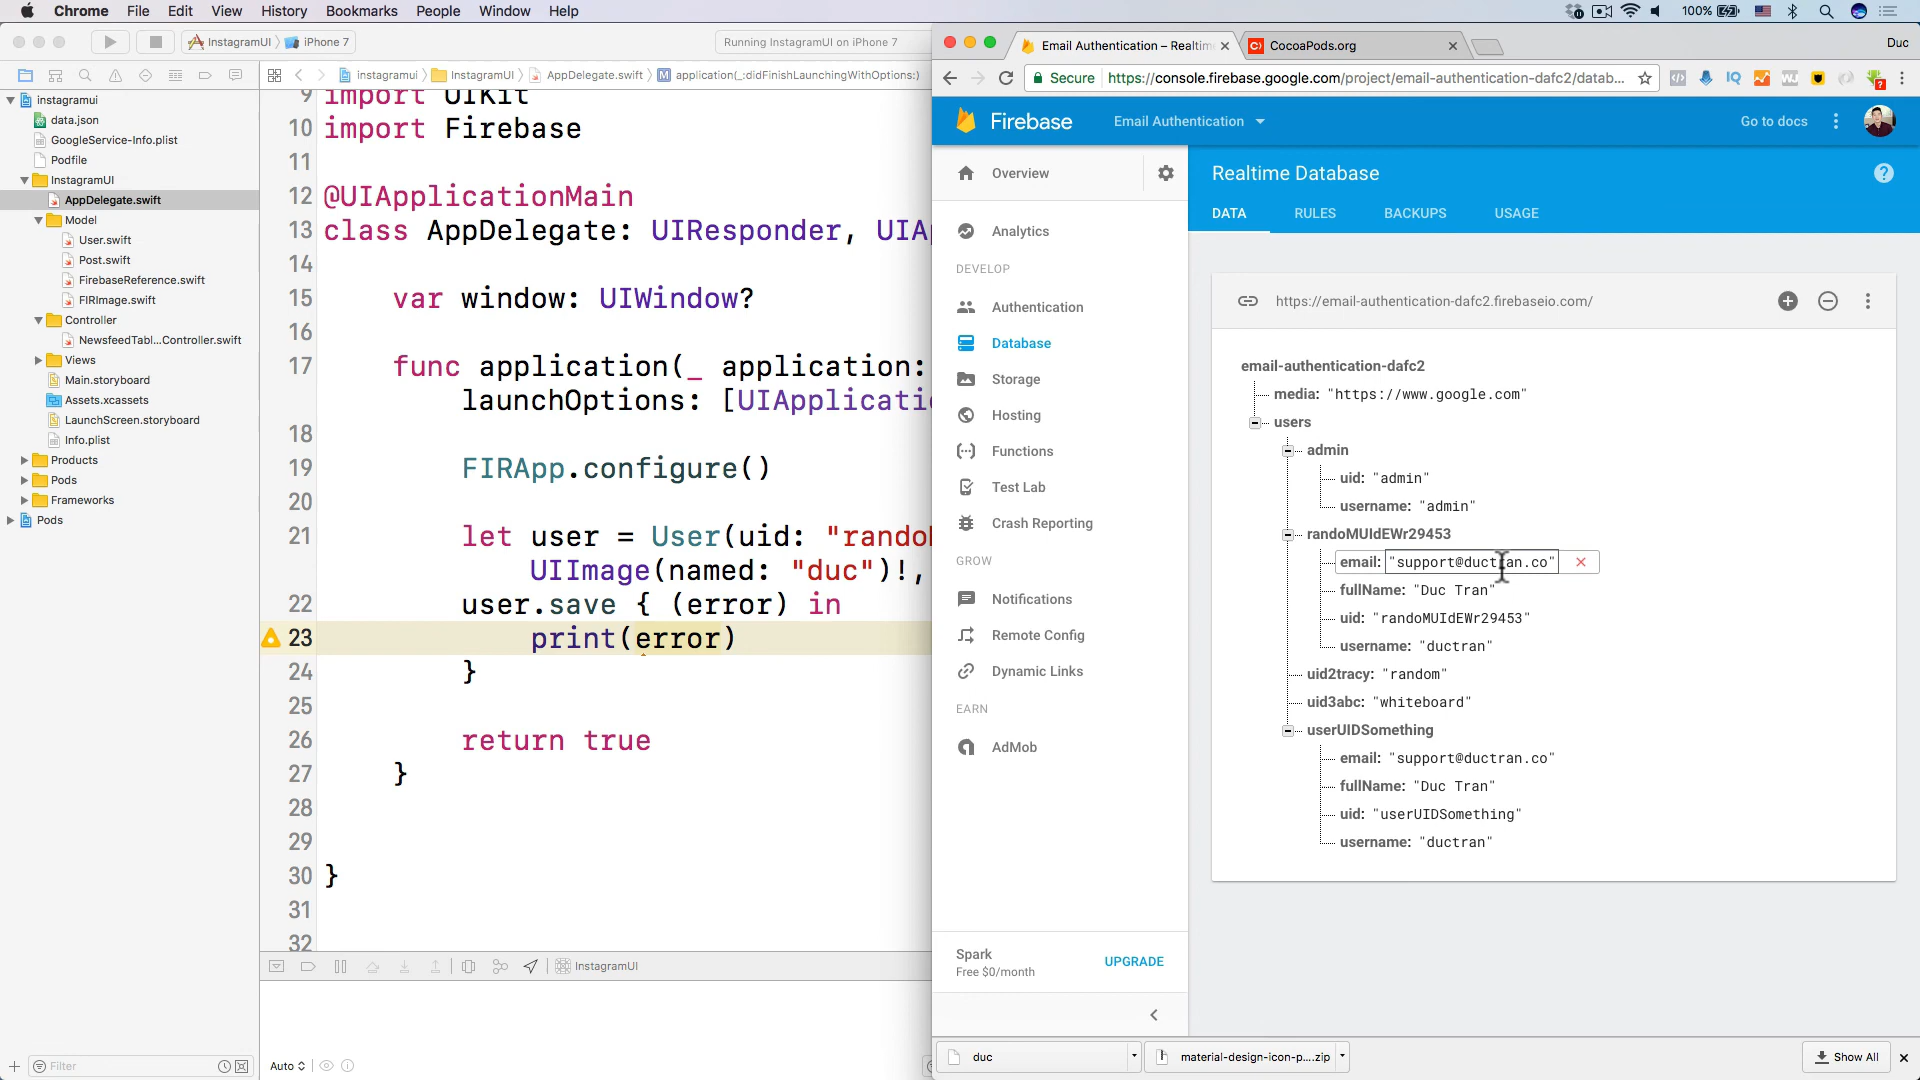 Chrome File Edit View History Bookmarks People Window Help 100%
InstagramUI iPhone 7 Running InstagramUI on iPhone 7
instagramui InstagramUI AppDelegate.swift M application(_:didFinishLaunchingWithOptions:)
instagramui
data.json
GoogleService-Info.plist
Podfile
InstagramUI
AppDelegate.swift
Model
User.swift
Post.swift
FirebaseReference.swift
FIRImage.swift
Controller
NewsfeedTabl...Controller.swift
Views
Main.storyboard
Assets.xcassets
LaunchScreen.storyboard
Info.plist
Products
Pods
Frameworks
Pods
Filter
9 import UIKit
10 import Firebase
11
12 @UIApplicationMain
13 class AppDelegate: UIResponder, UIA
14
15 var window: UIWindow?
16
17 func application(_ application:
launchOptions: [UIApplicati
18
19 FIRApp.configure()
20
21 let user = User(uid: "rando
UIImage(named: "duc")!,
22 user.save { (error) in
23 print(error)
24 }
25
26 return true
27 }
28
29
30 }
31
32
InstagramUI
Auto
Email Authentication – Realtim CocoaPods.org Duc
Secure https://console.firebase.google.com/project/email-authentication-dafc2/datab...
Firebase Email Authentication Go to docs
Overview
Analytics
DEVELOP
Authentication
Database
Storage
Hosting
Functions
Test Lab
Crash Reporting
GROW
Notifications
Remote Config
Dynamic Links
EARN
AdMob
Spark
Free $0/month
UPGRADE
Realtime Database
DATA RULES BACKUPS USAGE
https://email-authentication-dafc2.firebaseio.com/
email-authentication-dafc2
media: "https://www.google.com"
users
admin
uid: "admin"
username: "admin"
randoMUIdEWr29453
email: "support@ductran.co"
fullName: "Duc Tran"
uid: "randoMUIdEWr29453"
username: "ductran"
uid2tracy: "random"
uid3abc: "whiteboard"
userUIDSomething
email: "support@ductran.co"
fullName: "Duc Tran"
uid: "userUIDSomething"
username: "ductran"
duc material-design-icon-p....zip Show All